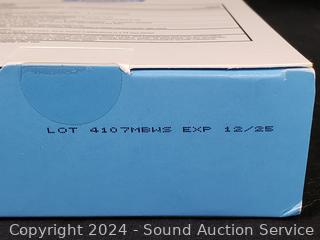 LOT 4107MBWS EXP 12/25
Copyright 2024 - Sound Auction Service